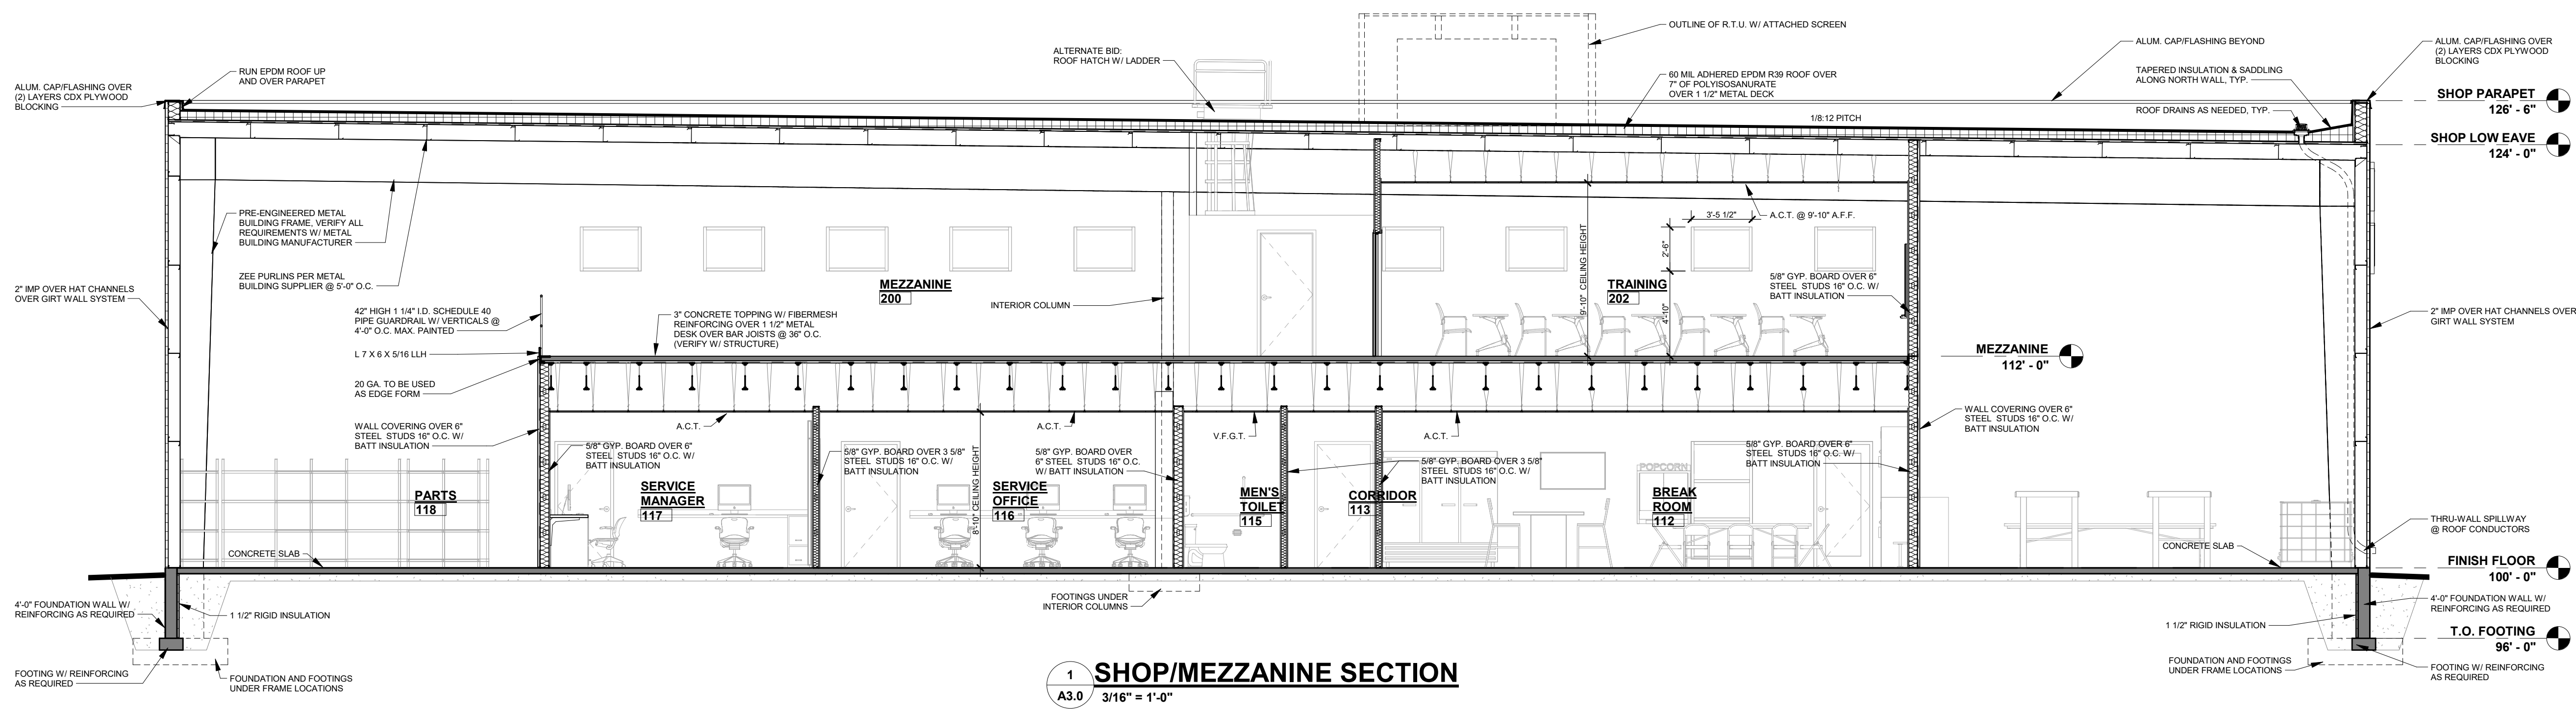 OUTLINE OF R.T.U. W/ ATTACHED SCREEN
ALTERNATE BID:
ROOF HATCH W/ LADDER
RUN EPDM ROOF UP
AND OVER PARAPET
ALUM. CAP/FLASHING OVER
(2) LAYERS CDX PLYWOOD
BLOCKING
60 MIL ADHERED EPDM R39 ROOF OVER
7" OF POLYISOSANURATE
OVER 1 1/2" METAL DECK
1/8:12 PITCH
ALUM. CAP/FLASHING BEYOND
TAPERED INSULATION & SADDLING
ALONG NORTH WALL, TYP.
ROOF DRAINS AS NEEDED, TYP.
ALUM. CAP/FLASHING OVER
(2) LAYERS CDX PLYWOOD
BLOCKING
SHOP PARAPET
126' - 6"
SHOP LOW EAVE
124' - 0"
PRE-ENGINEERED METAL
BUILDING FRAME, VERIFY ALL
REQUIREMENTS W/ METAL
BUILDING MANUFACTURER
ZEE PURLINS PER METAL
BUILDING SUPPLIER @ 5'-0" O.C.
2" IMP OVER HAT CHANNELS
OVER GIRT WALL SYSTEM
42" HIGH 1 1/4" I.D. SCHEDULE 40
PIPE GUARDRAIL W/ VERTICALS @
4'-0" O.C. MAX. PAINTED
L 7 X 6 X 5/16 LLH
20 GA. TO BE USED
AS EDGE FORM
WALL COVERING OVER 6"
STEEL STUDS 16" O.C. W/
BATT INSULATION
3" CONCRETE TOPPING W/ FIBERMESH
REINFORCING OVER 1 1/2" METAL
DESK OVER BAR JOISTS @ 36" O.C.
(VERIFY W/ STRUCTURE)
MEZZANINE
200
INTERIOR COLUMN
9'-10" CEILING HEIGHT
3'-5 1/2"
2'-6"
4'-10"
A.C.T. @ 9'-10" A.F.F.
TRAINING
202
5/8" GYP. BOARD OVER 6"
STEEL STUDS 16" O.C. W/
BATT INSULATION
2" IMP OVER HAT CHANNELS OVER
GIRT WALL SYSTEM
MEZZANINE
112' - 0"
WALL COVERING OVER 6"
STEEL STUDS 16" O.C. W/
BATT INSULATION
A.C.T.
A.C.T.
V.F.G.T.
A.C.T.
5/8" GYP. BOARD OVER 6"
STEEL STUDS 16" O.C. W/
BATT INSULATION
5/8" GYP. BOARD OVER 3 5/8"
STEEL STUDS 16" O.C. W/
BATT INSULATION
8'-10" CEILING HEIGHT
5/8" GYP. BOARD OVER
6" STEEL STUDS 16" O.C.
W/ BATT INSULATION
5/8" GYP. BOARD OVER 3 5/8"
STEEL STUDS 16" O.C. W/
BATT INSULATION
POPCORN
5/8" GYP. BOARD OVER 6"
STEEL STUDS 16" O.C. W/
BATT INSULATION
PARTS
118
SERVICE
MANAGER
117
SERVICE
OFFICE
116
MEN'S
TOILET
115
CORRIDOR
113
BREAK
ROOM
112
CONCRETE SLAB
CONCRETE SLAB
THRU-WALL SPILLWAY
@ ROOF CONDUCTORS
FINISH FLOOR
100' - 0"
4'-0" FOUNDATION WALL W/
REINFORCING AS REQUIRED
1 1/2" RIGID INSULATION
FOOTING W/ REINFORCING
AS REQUIRED
FOUNDATION AND FOOTINGS
UNDER FRAME LOCATIONS
FOOTINGS UNDER
INTERIOR COLUMNS
4'-0" FOUNDATION WALL W/
REINFORCING AS REQUIRED
1 1/2" RIGID INSULATION
T.O. FOOTING
96' - 0"
FOUNDATION AND FOOTINGS
UNDER FRAME LOCATIONS
FOOTING W/ REINFORCING
AS REQUIRED
1
A3.0
SHOP/MEZZANINE SECTION
3/16" = 1'-0"